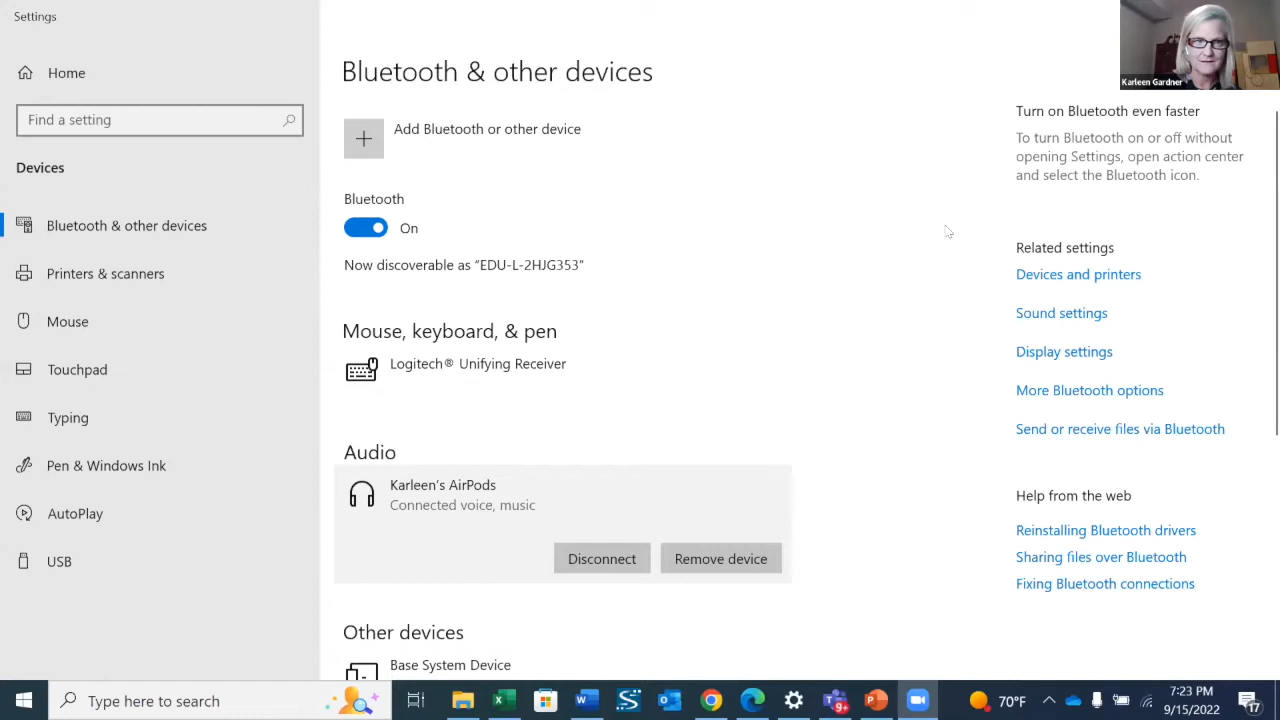 Settings
Home
Find a setting
Devices
Bluetooth & other devices
Printers & scanners
Mouse
Touchpad
Typing
Pen & Windows Ink
AutoPlay
USB
Bluetooth & other devices
Add Bluetooth or other device
Bluetooth
On
Now discoverable as “EDU-L-2HJG353”
Mouse, keyboard, & pen
Logitech® Unifying Receiver
Audio
Karleen’s AirPods
Connected voice, music
Disconnect
Remove device
Other devices
Base System Device
Karleen Gardner
Turn on Bluetooth even faster
To turn Bluetooth on or off without
opening Settings, open action center
and select the Bluetooth icon.
Related settings
Devices and printers
Sound settings
Display settings
More Bluetooth options
Send or receive files via Bluetooth
Help from the web
Reinstalling Bluetooth drivers
Sharing files over Bluetooth
Fixing Bluetooth connections
Type here to search
9+
70°F
7:23 PM
9/15/2022
17